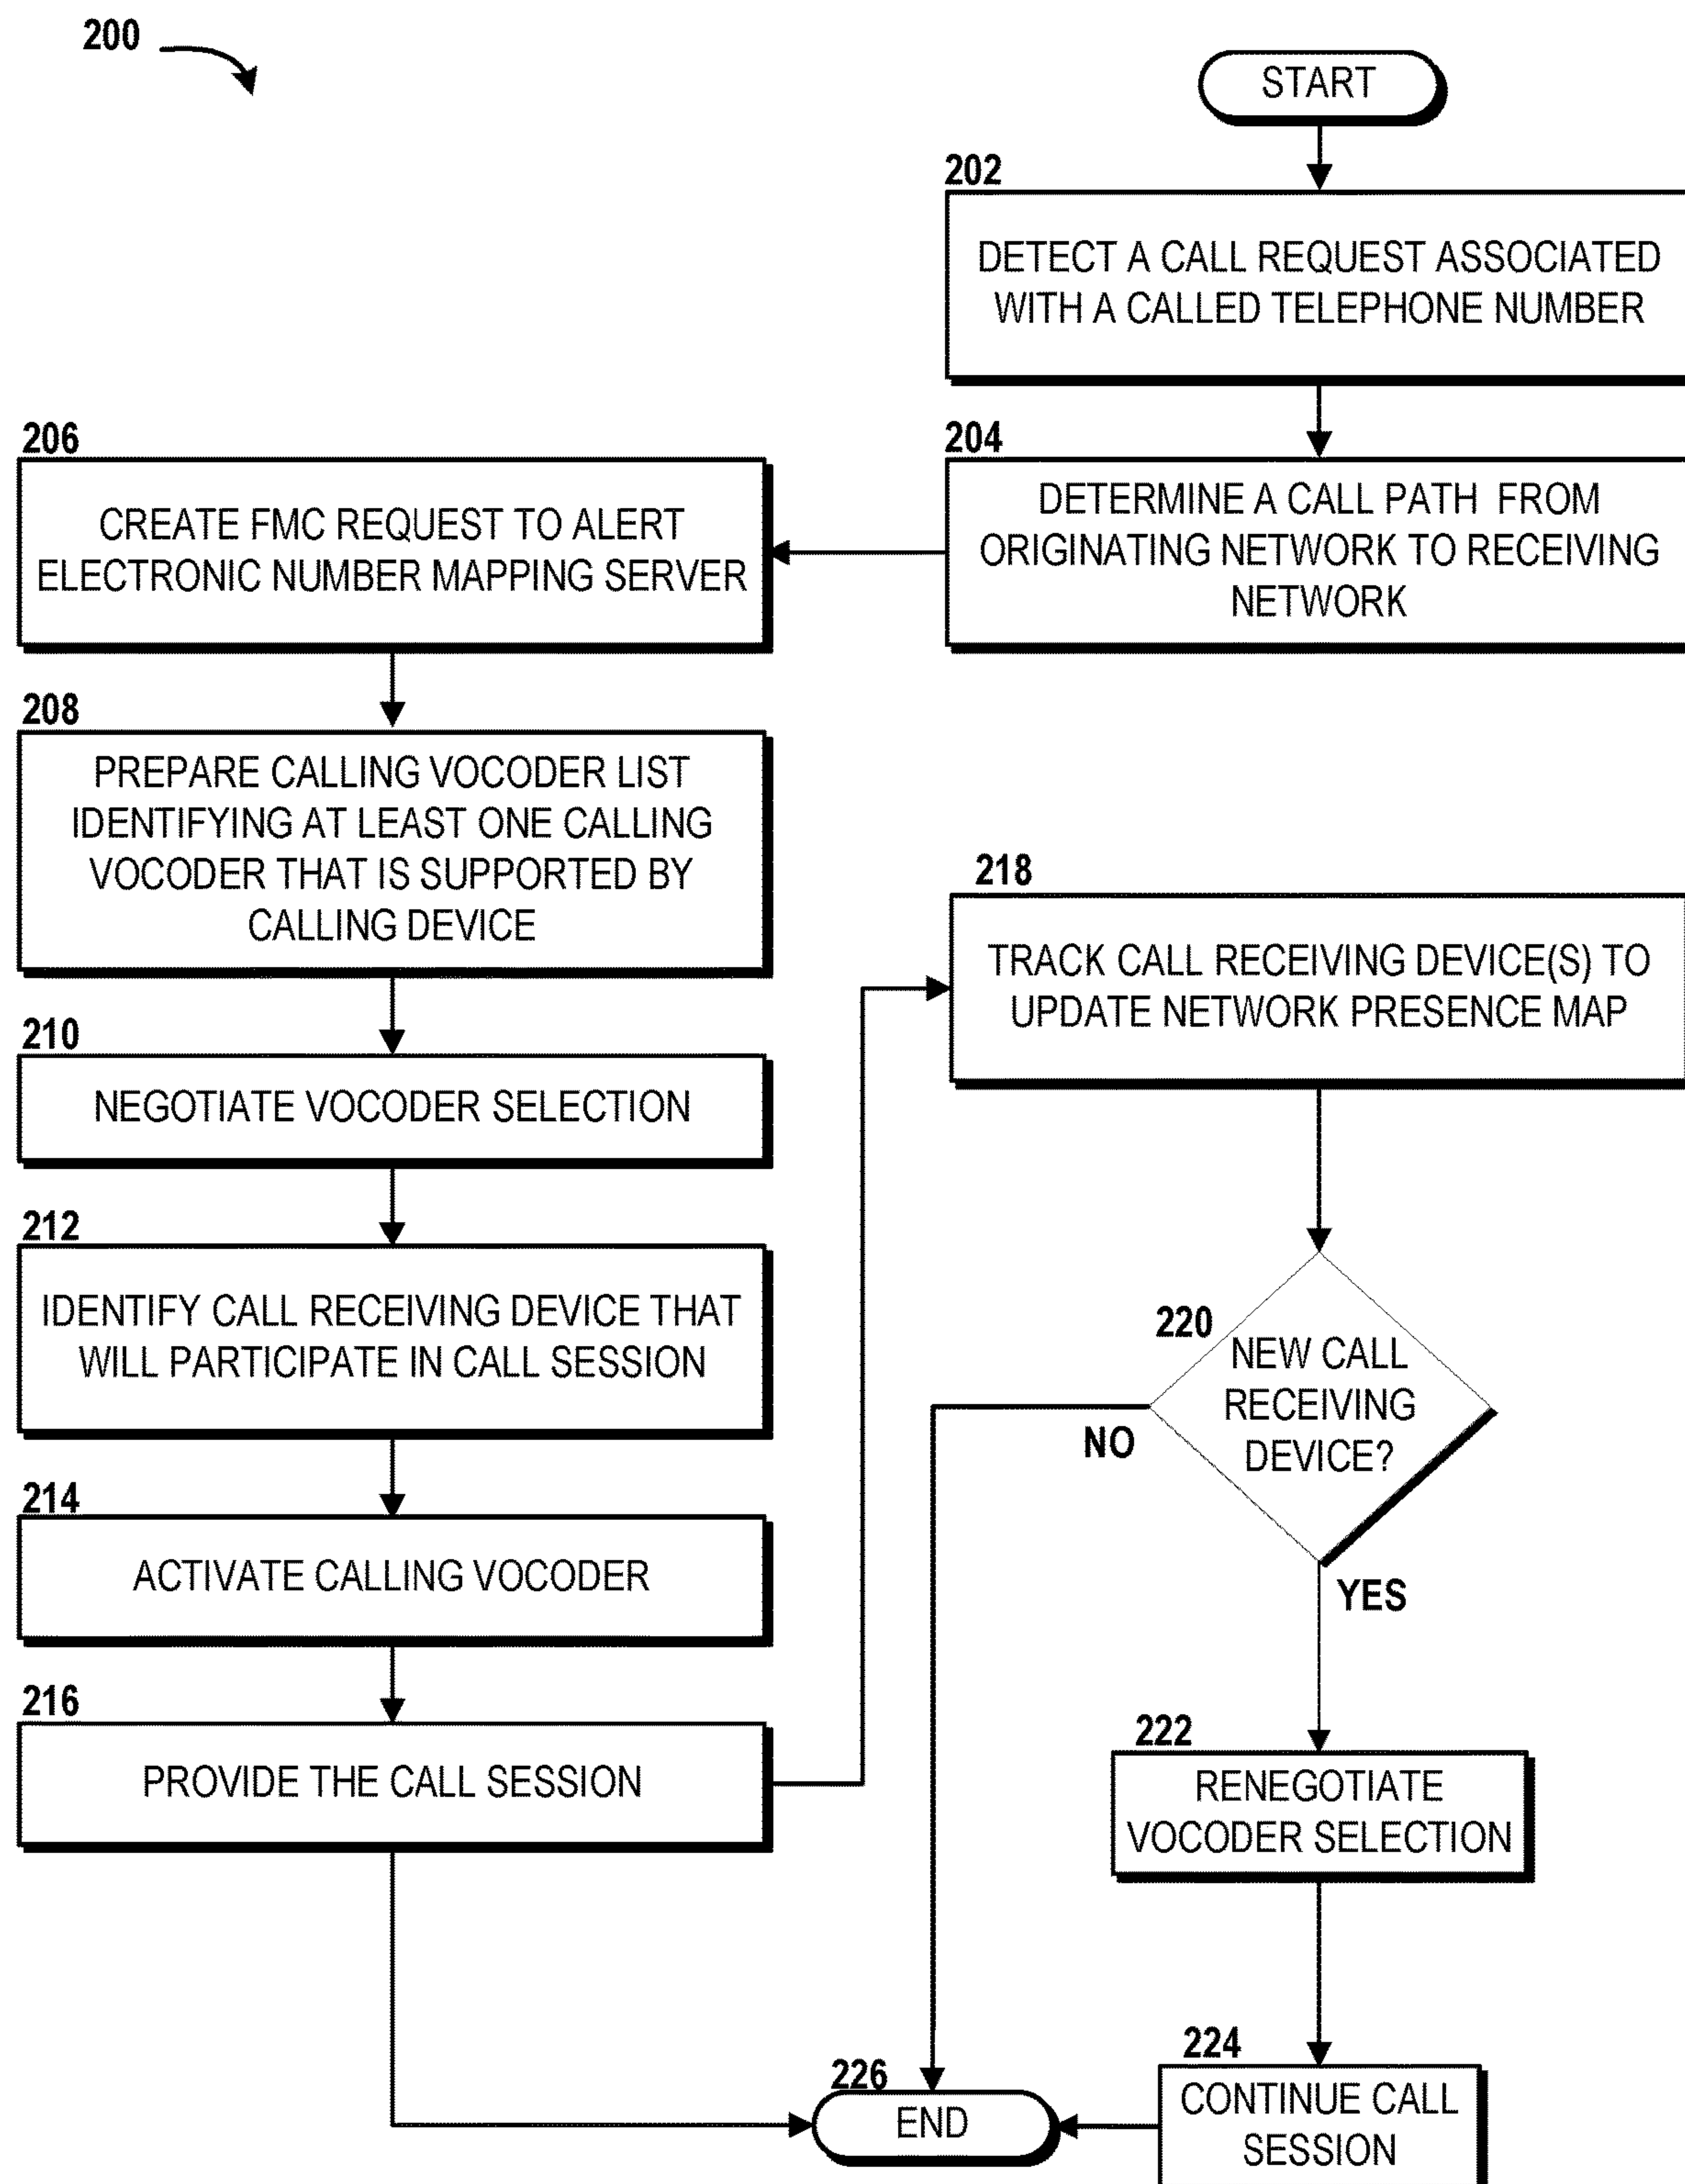 200
START
202
DETECT A CALL REQUEST ASSOCIATED
WITH A CALLED TELEPHONE NUMBER
204
DETERMINE A CALL PATH FROM
ORIGINATING NETWORK TO RECEIVING
NETWORK
206
CREATE FMC REQUEST TO ALERT
ELECTRONIC NUMBER MAPPING SERVER
208
PREPARE CALLING VOCODER LIST
IDENTIFYING AT LEAST ONE CALLING
VOCODER THAT IS SUPPORTED BY
CALLING DEVICE
210
NEGOTIATE VOCODER SELECTION
212
IDENTIFY CALL RECEIVING DEVICE THAT
WILL PARTICIPATE IN CALL SESSION
214
ACTIVATE CALLING VOCODER
216
PROVIDE THE CALL SESSION
218
TRACK CALL RECEIVING DEVICE(S) TO
UPDATE NETWORK PRESENCE MAP
220
NEW CALL
RECEIVING
DEVICE?
NO
YES
222
RENEGOTIATE
VOCODER SELECTION
224
CONTINUE CALL
SESSION
226
END